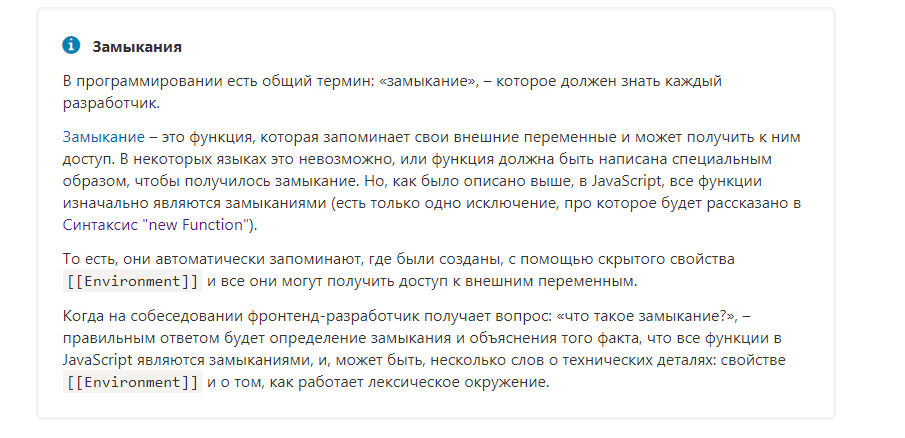 Замыкания
В программировании есть общий термин: «замыкание», – которое должен знать каждый
разработчик.
Замыкание – это функция, которая запоминает свои внешние переменные и может получить к ним
доступ. В некоторых языках это невозможно, или функция должна быть написана специальным
образом, чтобы получилось замыкание. Но, как было описано выше, в JavaScript, все функции
изначально являются замыканиями (есть только одно исключение, про которое будет рассказано в
Синтаксис "new Function").
То есть, они автоматически запоминают, где были созданы, с помощью скрытого свойства
[[Environment]] и все они могут получить доступ к внешним переменным.
Когда на собеседовании фронтенд-разработчик получает вопрос: «что такое замыкание?», –
правильным ответом будет определение замыкания и объяснения того факта, что все функции в
JavaScript являются замыканиями, и, может быть, несколько слов о технических деталях: свойстве
[[Environment]] и о том, как работает лексическое окружение.